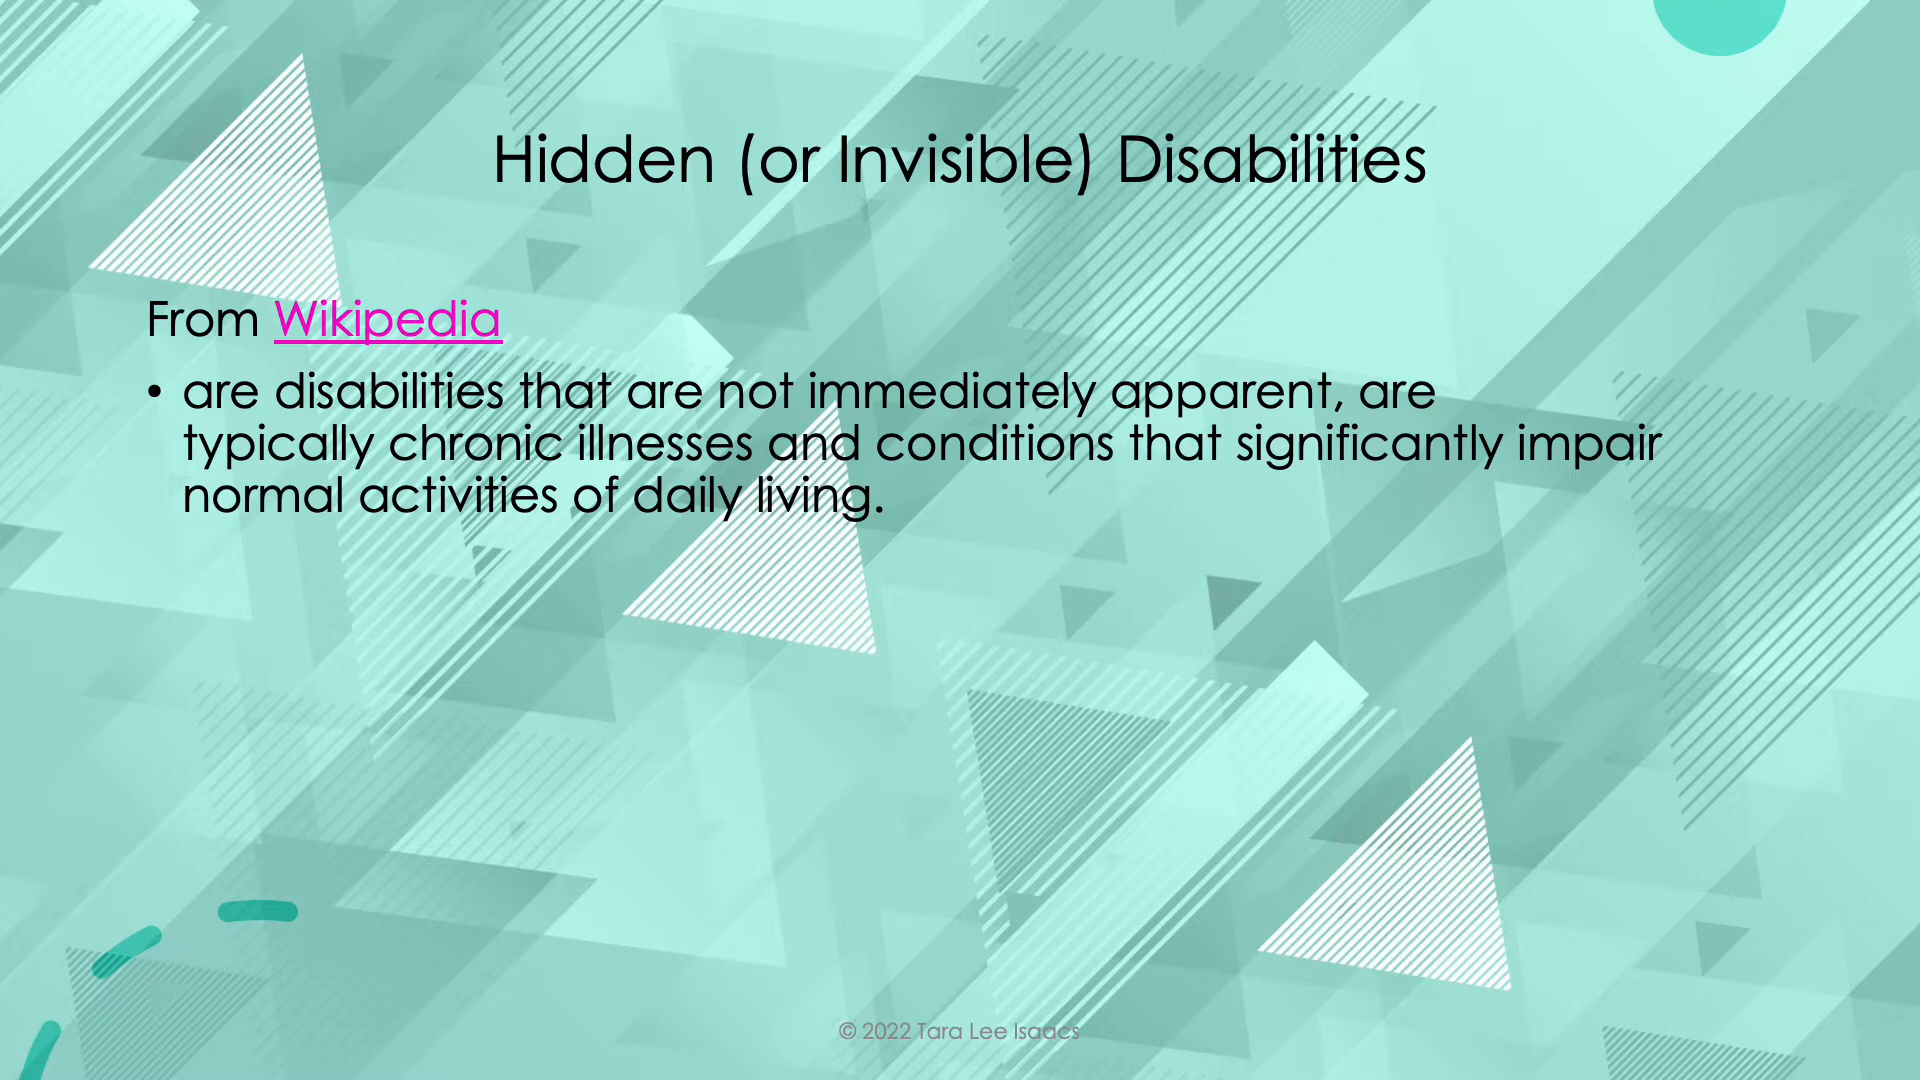 Hidden (or Invisible) Disabilities
From Wikipedia
• are disabilities that are not immediately apparent, are
typically chronic illnesses and conditions that significantly impair
normal activities of daily living.
© 2022 Tara Lee Isaacs